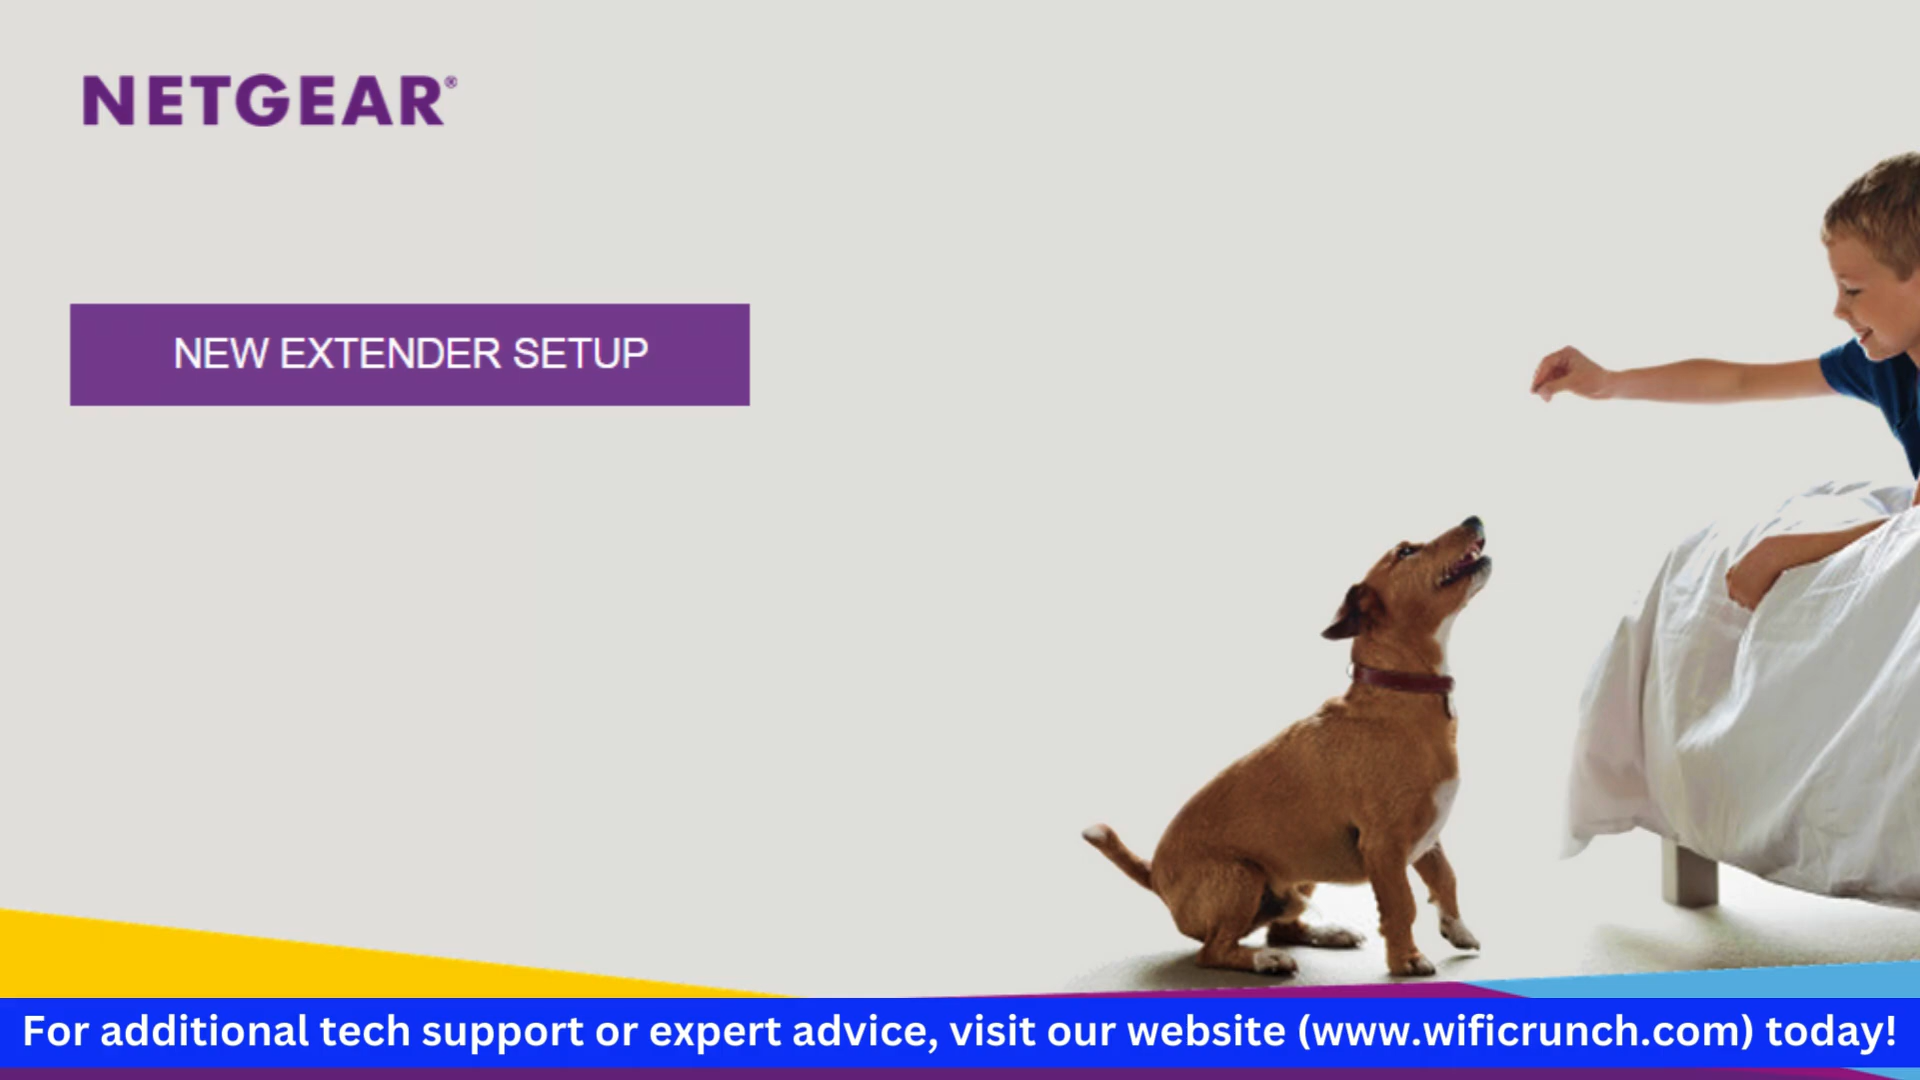 NETGEAR®
NEW EXTENDER SETUP
For additional tech support or expert advice, visit our website (www.wificrunch.com) today!